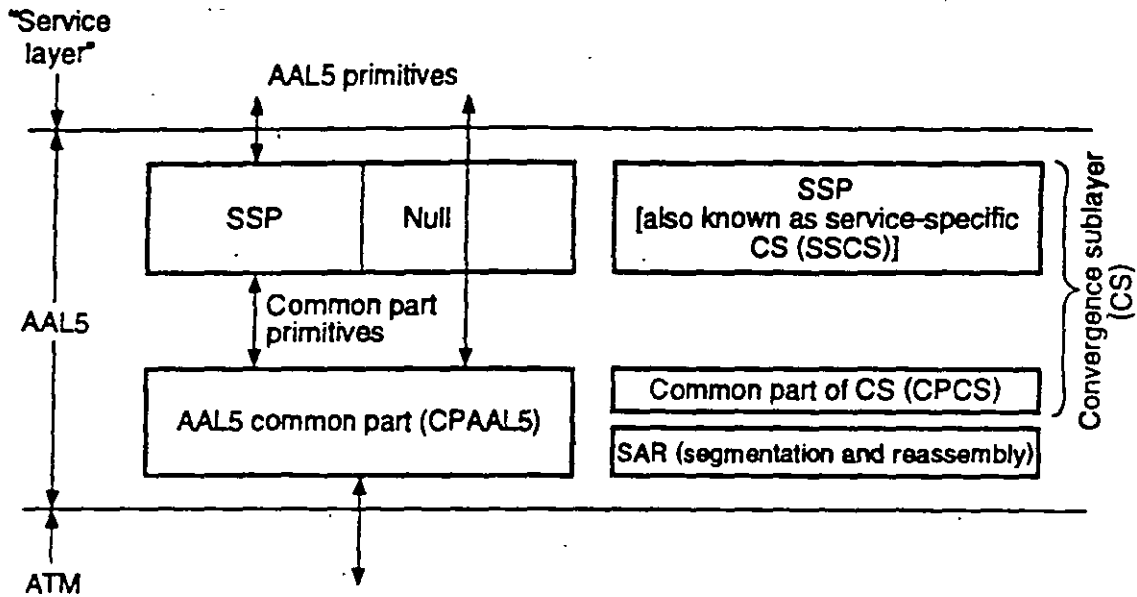 "Service
layer"
AAL5 primitives
SSP
Null
SSP
[also known as service-specific
CS (SSCS)]
Convergence sublayer
(CS)
AAL5
Common part
primitives
AAL5 common part (CPAAL5)
Common part of CS (CPCS)
SAR (segmentation and reassembly)
ATM